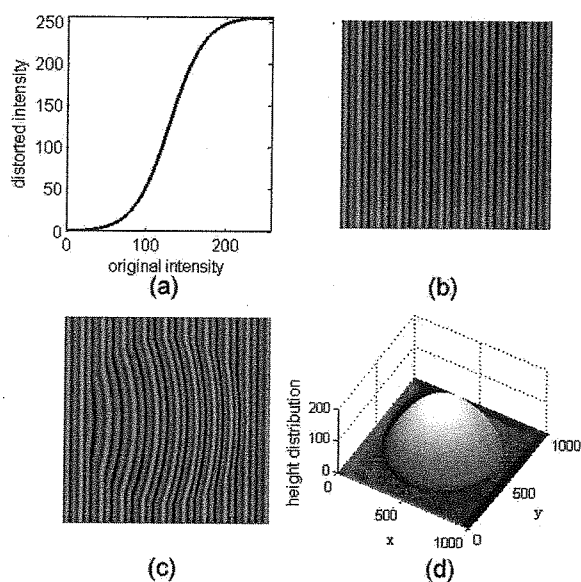 250
200
150
100
50
0
distorted intensity
0 100 200
original intensity
(a)
(b)
(c)
200
100
0
height distribution
0
500
1000
x
0
500
1000
y
(d)